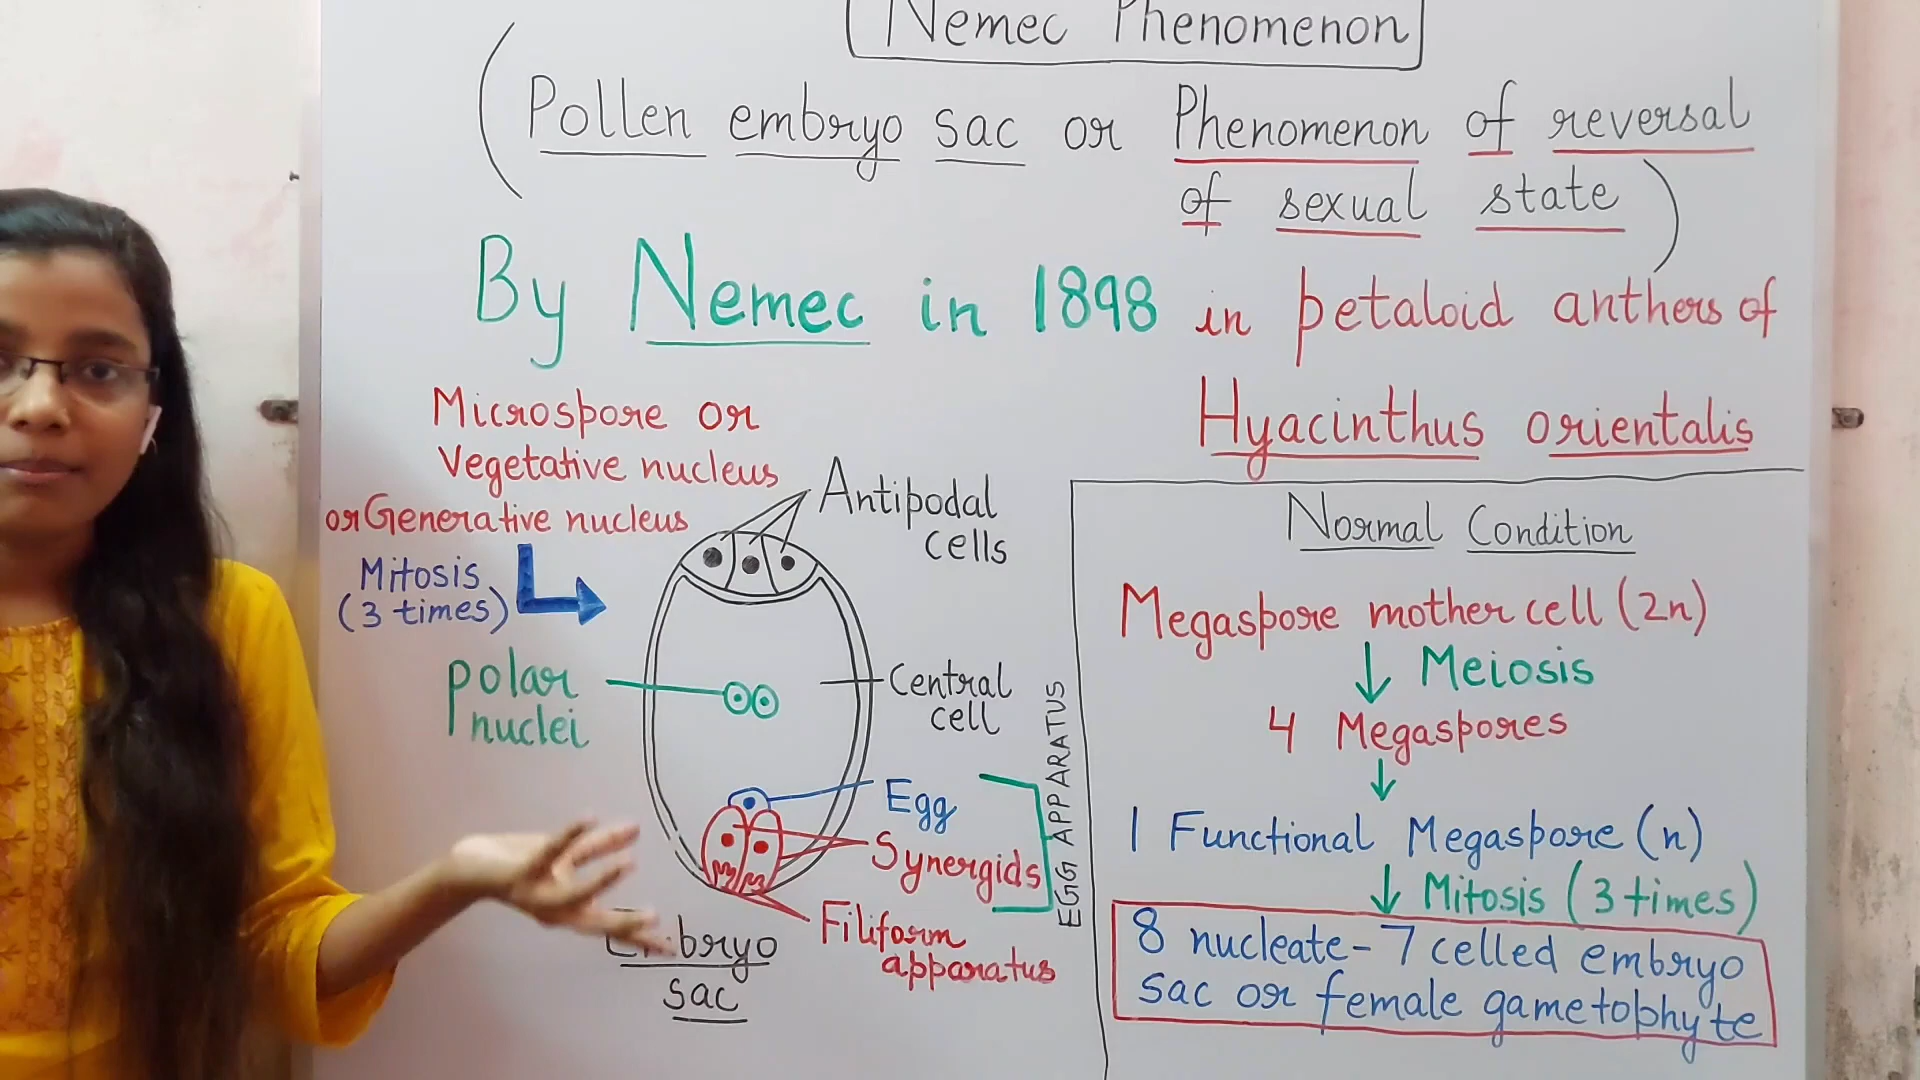 Nemec Phenomenon
(Pollen embryo sac or Phenomenon of reversal
of sexual state)
By Nemec in 1898 in petaloid anthers of
Hyacinthus orientalis
Microspore or
Vegetative nucleus
or Generative nucleus
Mitosis
(3 times)
Antipodal
cells
polar
nuclei
Central
cell
Egg
Synergids
EGG APPARATUS
Filiform
apparatus
Embryo
sac
Normal Condition
Megaspore mother cell (2n)
↓ Meiosis
4 Megaspores
↓
1 Functional Megaspore (n)
↓ Mitosis (3 times)
8 nucleate - 7 celled embryo
sac or female gametophyte